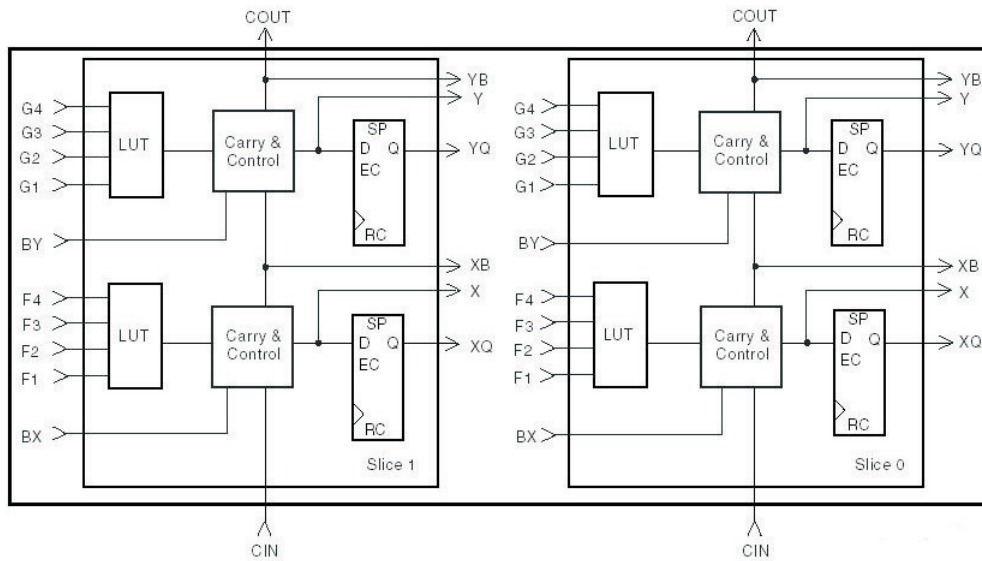 COUT COUT
YB YB
Y Y
G4 G4
G3 LUT Carry & Control SP D Q EC RC YQ G3 LUT Carry & Control SP D Q EC RC YQ
G2 G2
G1 G1
BY BY
XB XB
X X
F4 F4
F3 LUT Carry & Control SP D Q EC RC XQ F3 LUT Carry & Control SP D Q EC RC XQ
F2 F2
F1 F1
BX BX
Slice 1 Slice 0
CIN CIN